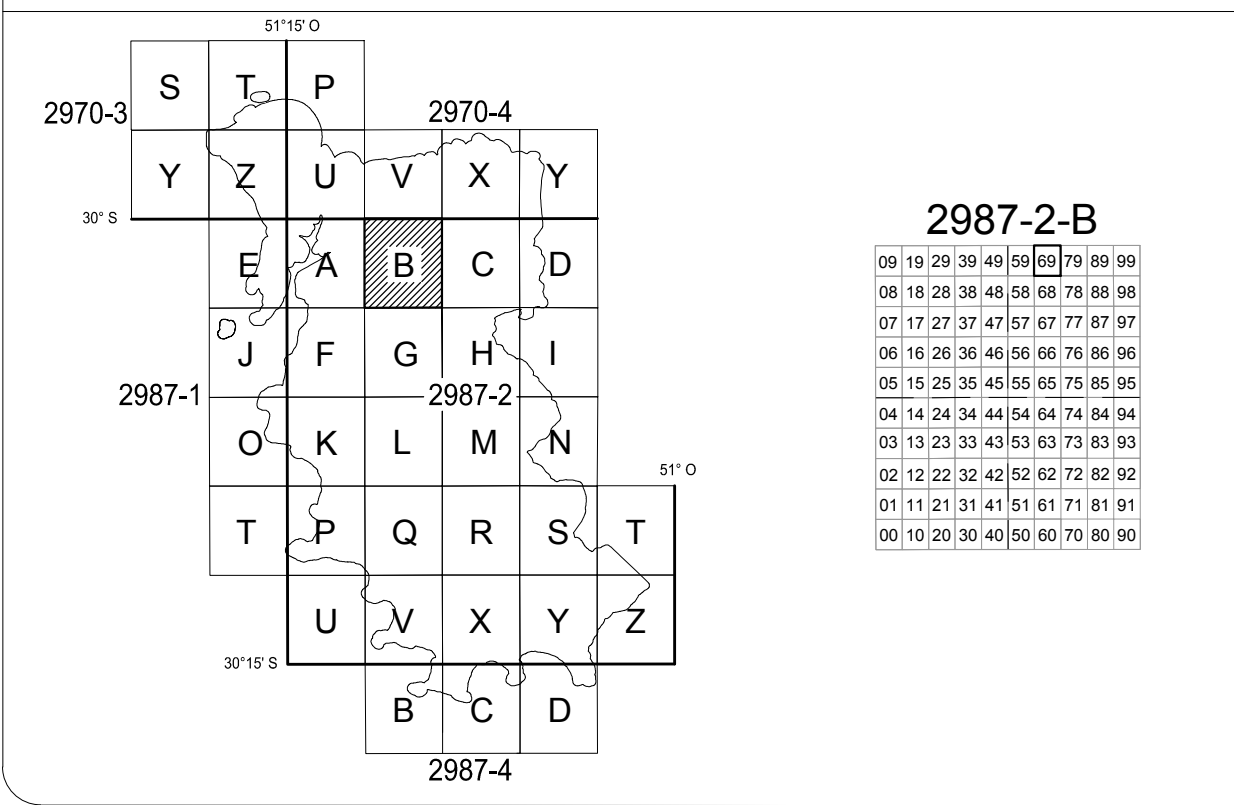 51°15' O
S T P
2970-3 2970-4
Y Z U V X Y
30° S
E A B C D
J F G H I
2987-1 2987-2
O K L M N
51° O
T P Q R S T
U V X Y Z
30°15' S
B C D
2987-4
2987-2-B
09 19 29 39 49 59 69 79 89 99
08 18 28 38 48 58 68 78 88 98
07 17 27 37 47 57 67 77 87 97
06 16 26 36 46 56 66 76 86 96
05 15 25 35 45 55 65 75 85 95
04 14 24 34 44 54 64 74 84 94
03 13 23 33 43 53 63 73 83 93
02 12 22 32 42 52 62 72 82 92
01 11 21 31 41 51 61 71 81 91
00 10 20 30 40 50 60 70 80 90